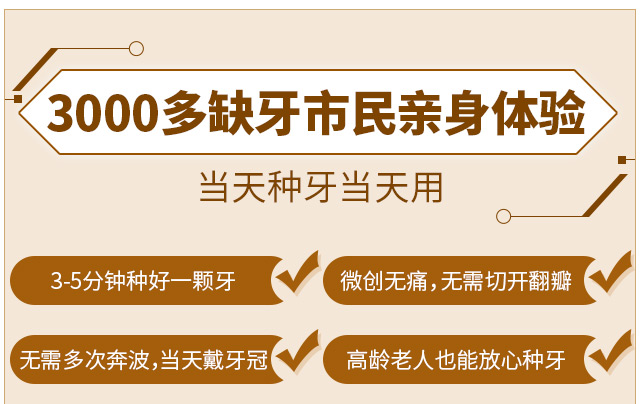 3000多缺牙市民亲身体验
当天种牙当天用
3-5分钟种好一颗牙
微创无痛，无需切开翻瓣
无需多次奔波，当天戴牙冠
高龄老人也能放心种牙